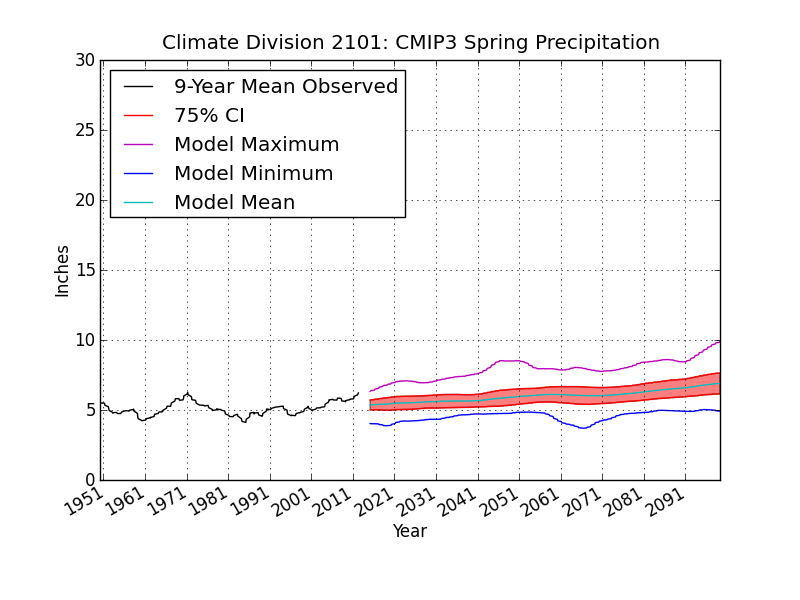 Climate Division 2101: CMIP3 Spring Precipitation
30
25
20
15
10
5
0
Inches
9-Year Mean Observed
75% CI
Model Maximum
Model Minimum
Model Mean
1951 1961 1971 1981 1991 2001 2011 2021 2031 2041 2051 2061 2071 2081 2091
Year